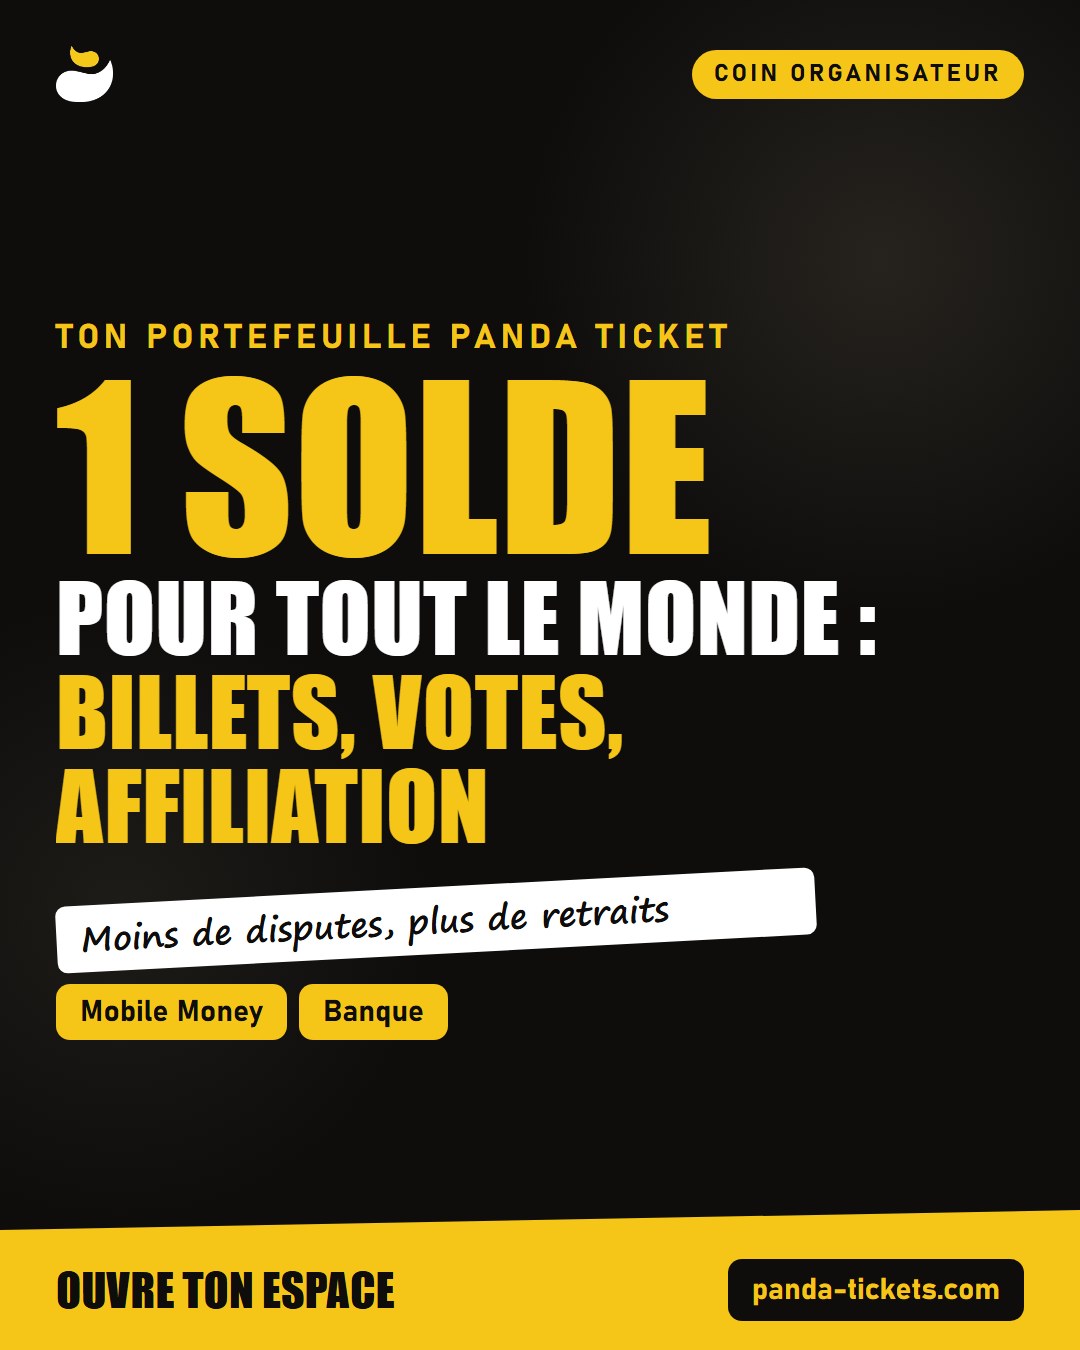 COIN ORGANISATEUR
TON PORTEFEUILLE PANDA TICKET
1 SOLDE
POUR TOUT LE MONDE :
BILLETS, VOTES,
AFFILIATION
Moins de disputes, plus de retraits
Mobile Money
Banque
OUVRE TON ESPACE
panda-tickets.com